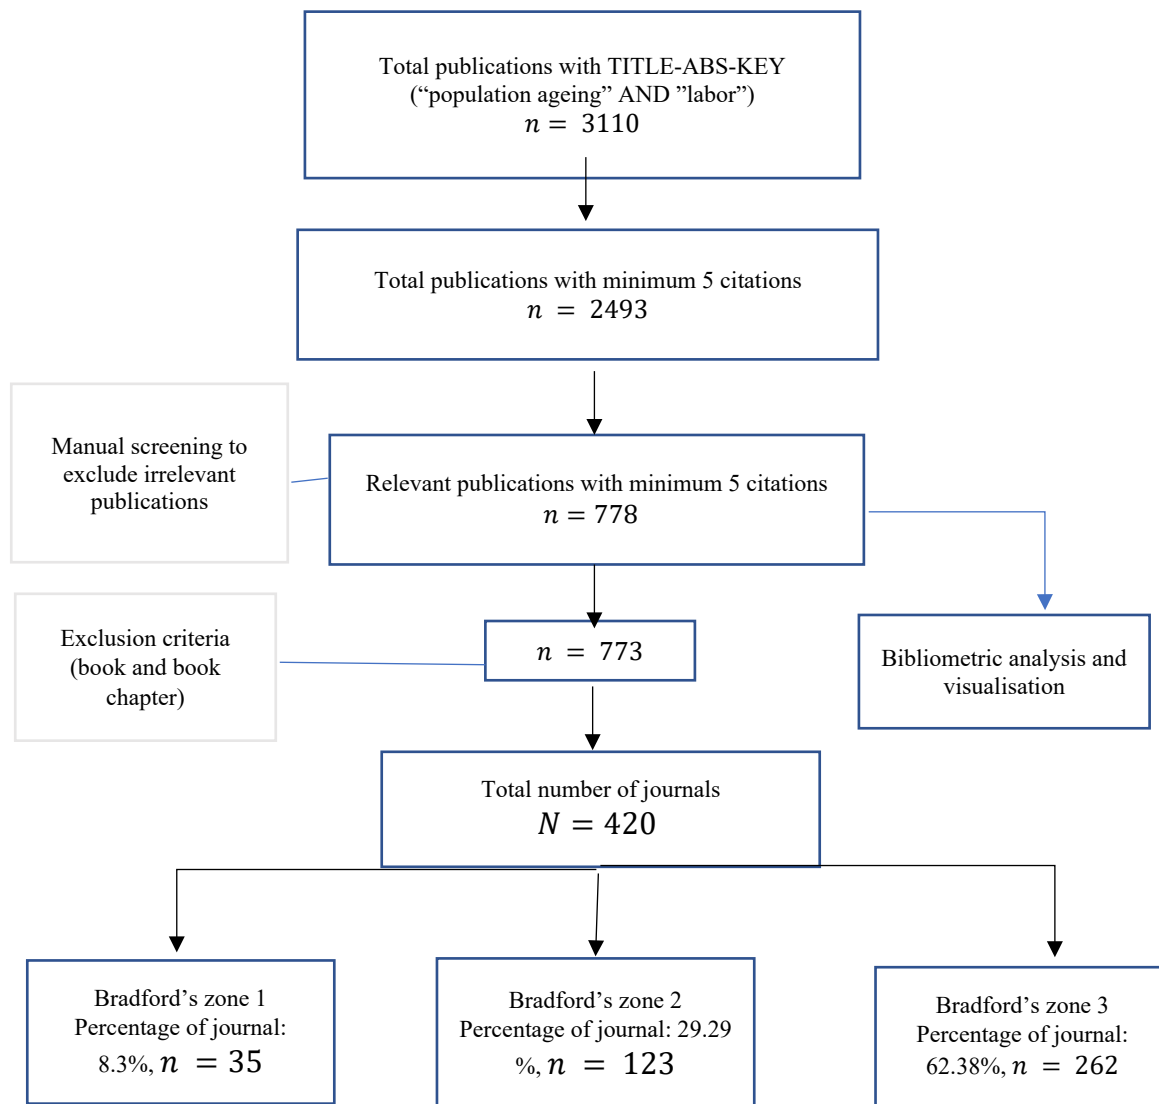 Total publications with TITLE-ABS-KEY
(“population ageing” AND ”labor”)
n = 3110
Total publications with minimum 5 citations
n = 2493
Manual screening to
exclude irrelevant
publications
Relevant publications with minimum 5 citations
n = 778
Exclusion criteria
(book and book
chapter)
n = 773
Bibliometric analysis and
visualisation
Total number of journals
N = 420
Bradford’s zone 1
Percentage of journal:
8.3%, n = 35
Bradford’s zone 2
Percentage of journal: 29.29
%, n = 123
Bradford’s zone 3
Percentage of journal:
62.38%, n = 262